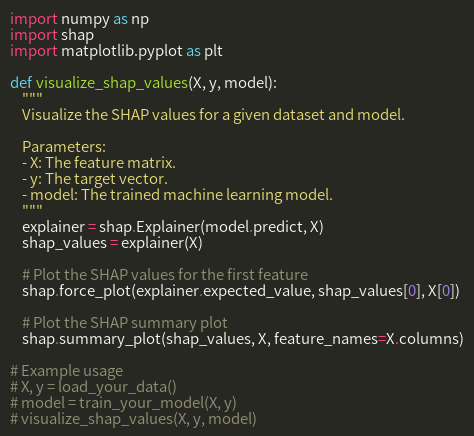 import numpy as np
import shap
import matplotlib.pyplot as plt

def visualize_shap_values(X, y, model):
    """
    Visualize the SHAP values for a given dataset and model.

    Parameters:
    - X: The feature matrix.
    - y: The target vector.
    - model: The trained machine learning model.
    """
    explainer = shap.Explainer(model.predict, X)
    shap_values = explainer(X)

    # Plot the SHAP values for the first feature
    shap.force_plot(explainer.expected_value, shap_values[0], X[0])

    # Plot the SHAP summary plot
    shap.summary_plot(shap_values, X, feature_names=X.columns)

# Example usage
# X, y = load_your_data()
# model = train_your_model(X, y)
# visualize_shap_values(X, y, model)